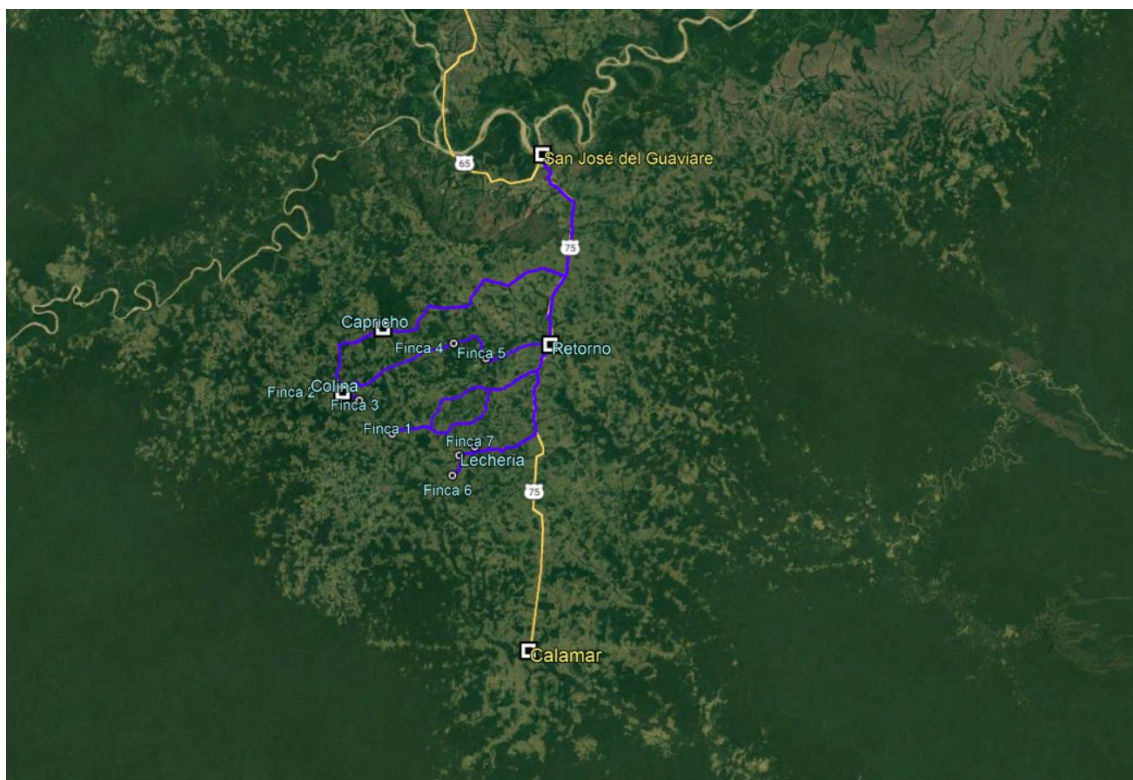 65
San José del Guaviare
75
Capricho
Finca 4
Finca 5
Retorno
Finca 2
Colina
Finca 3
Finca 1
Finca 7
Lecheria
Finca 6
75
Calamar